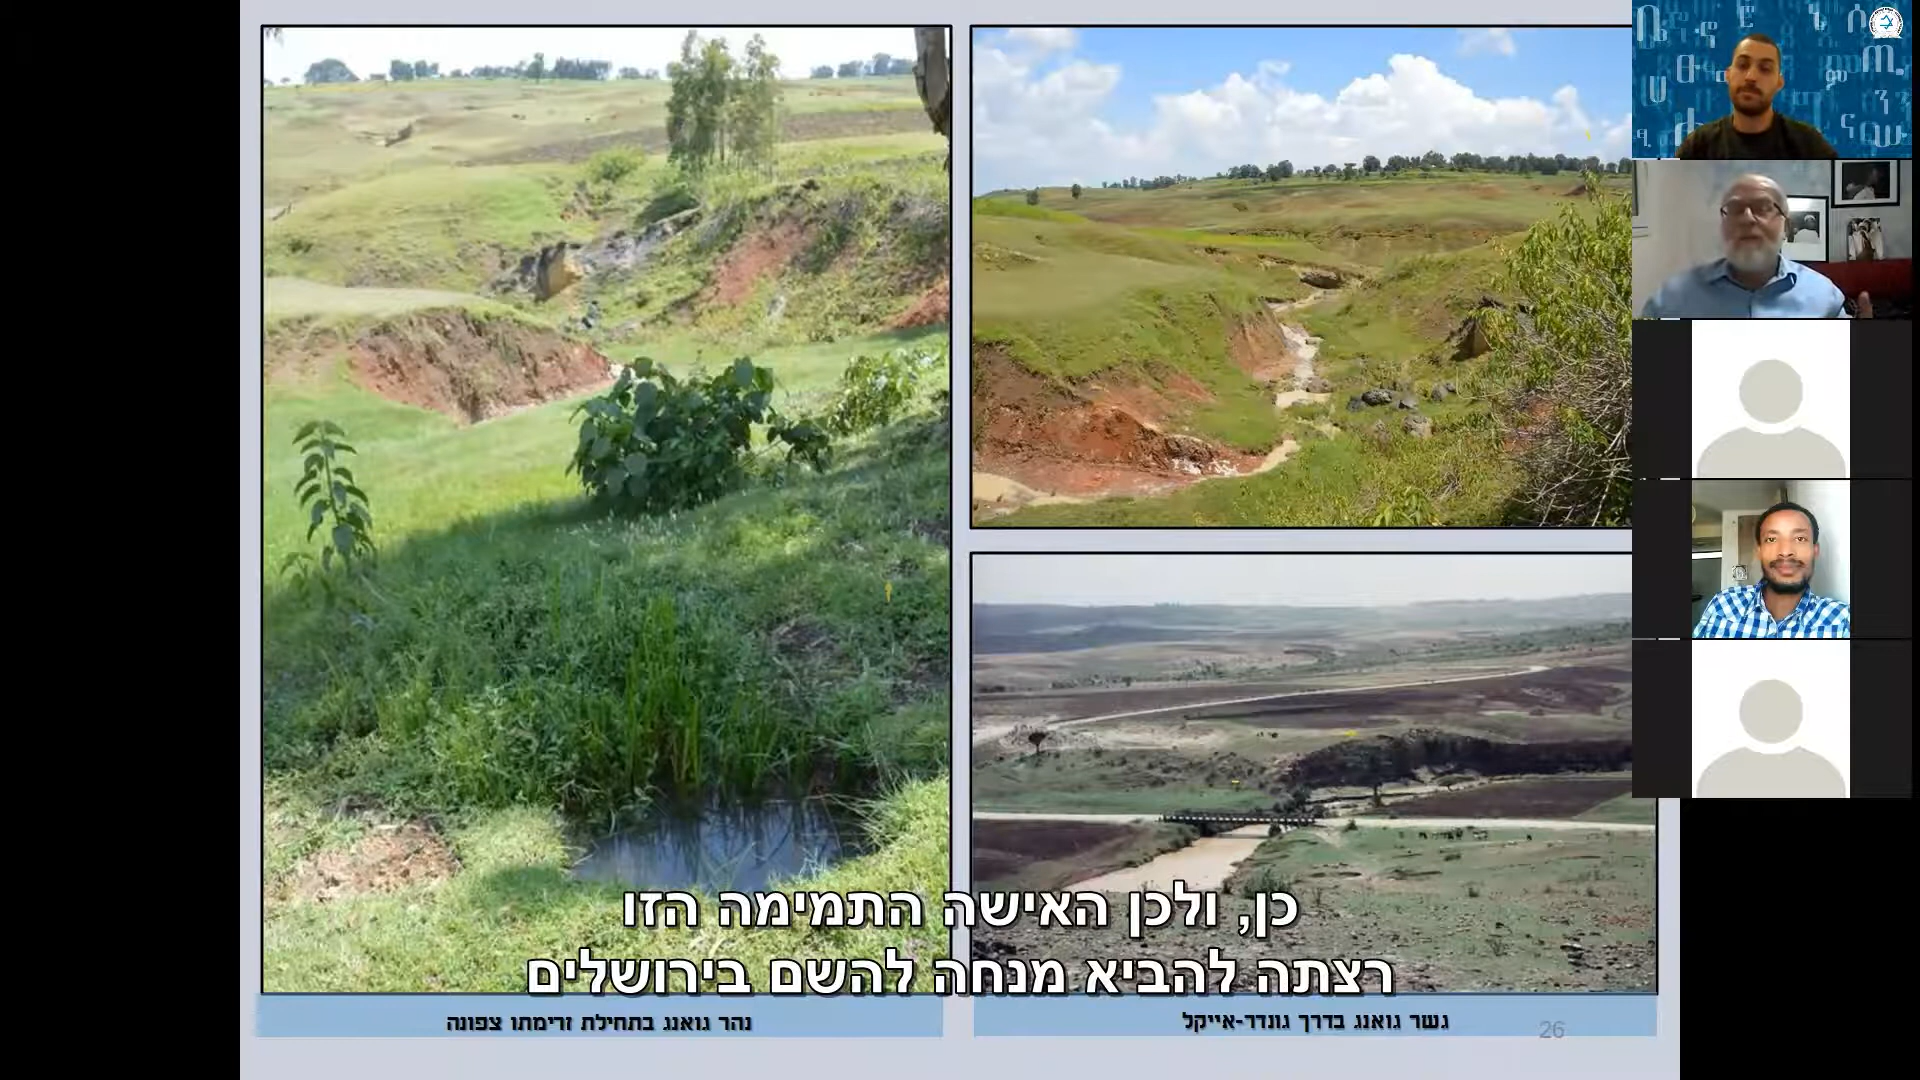 כן, ולכן האישה התמימה הזו
רצתה להביא מנחה להשם בירושלים
נהר גואנג בתחילת זרימתו צפונה
גשר גואנג בדרך גונדר-אייקל
26